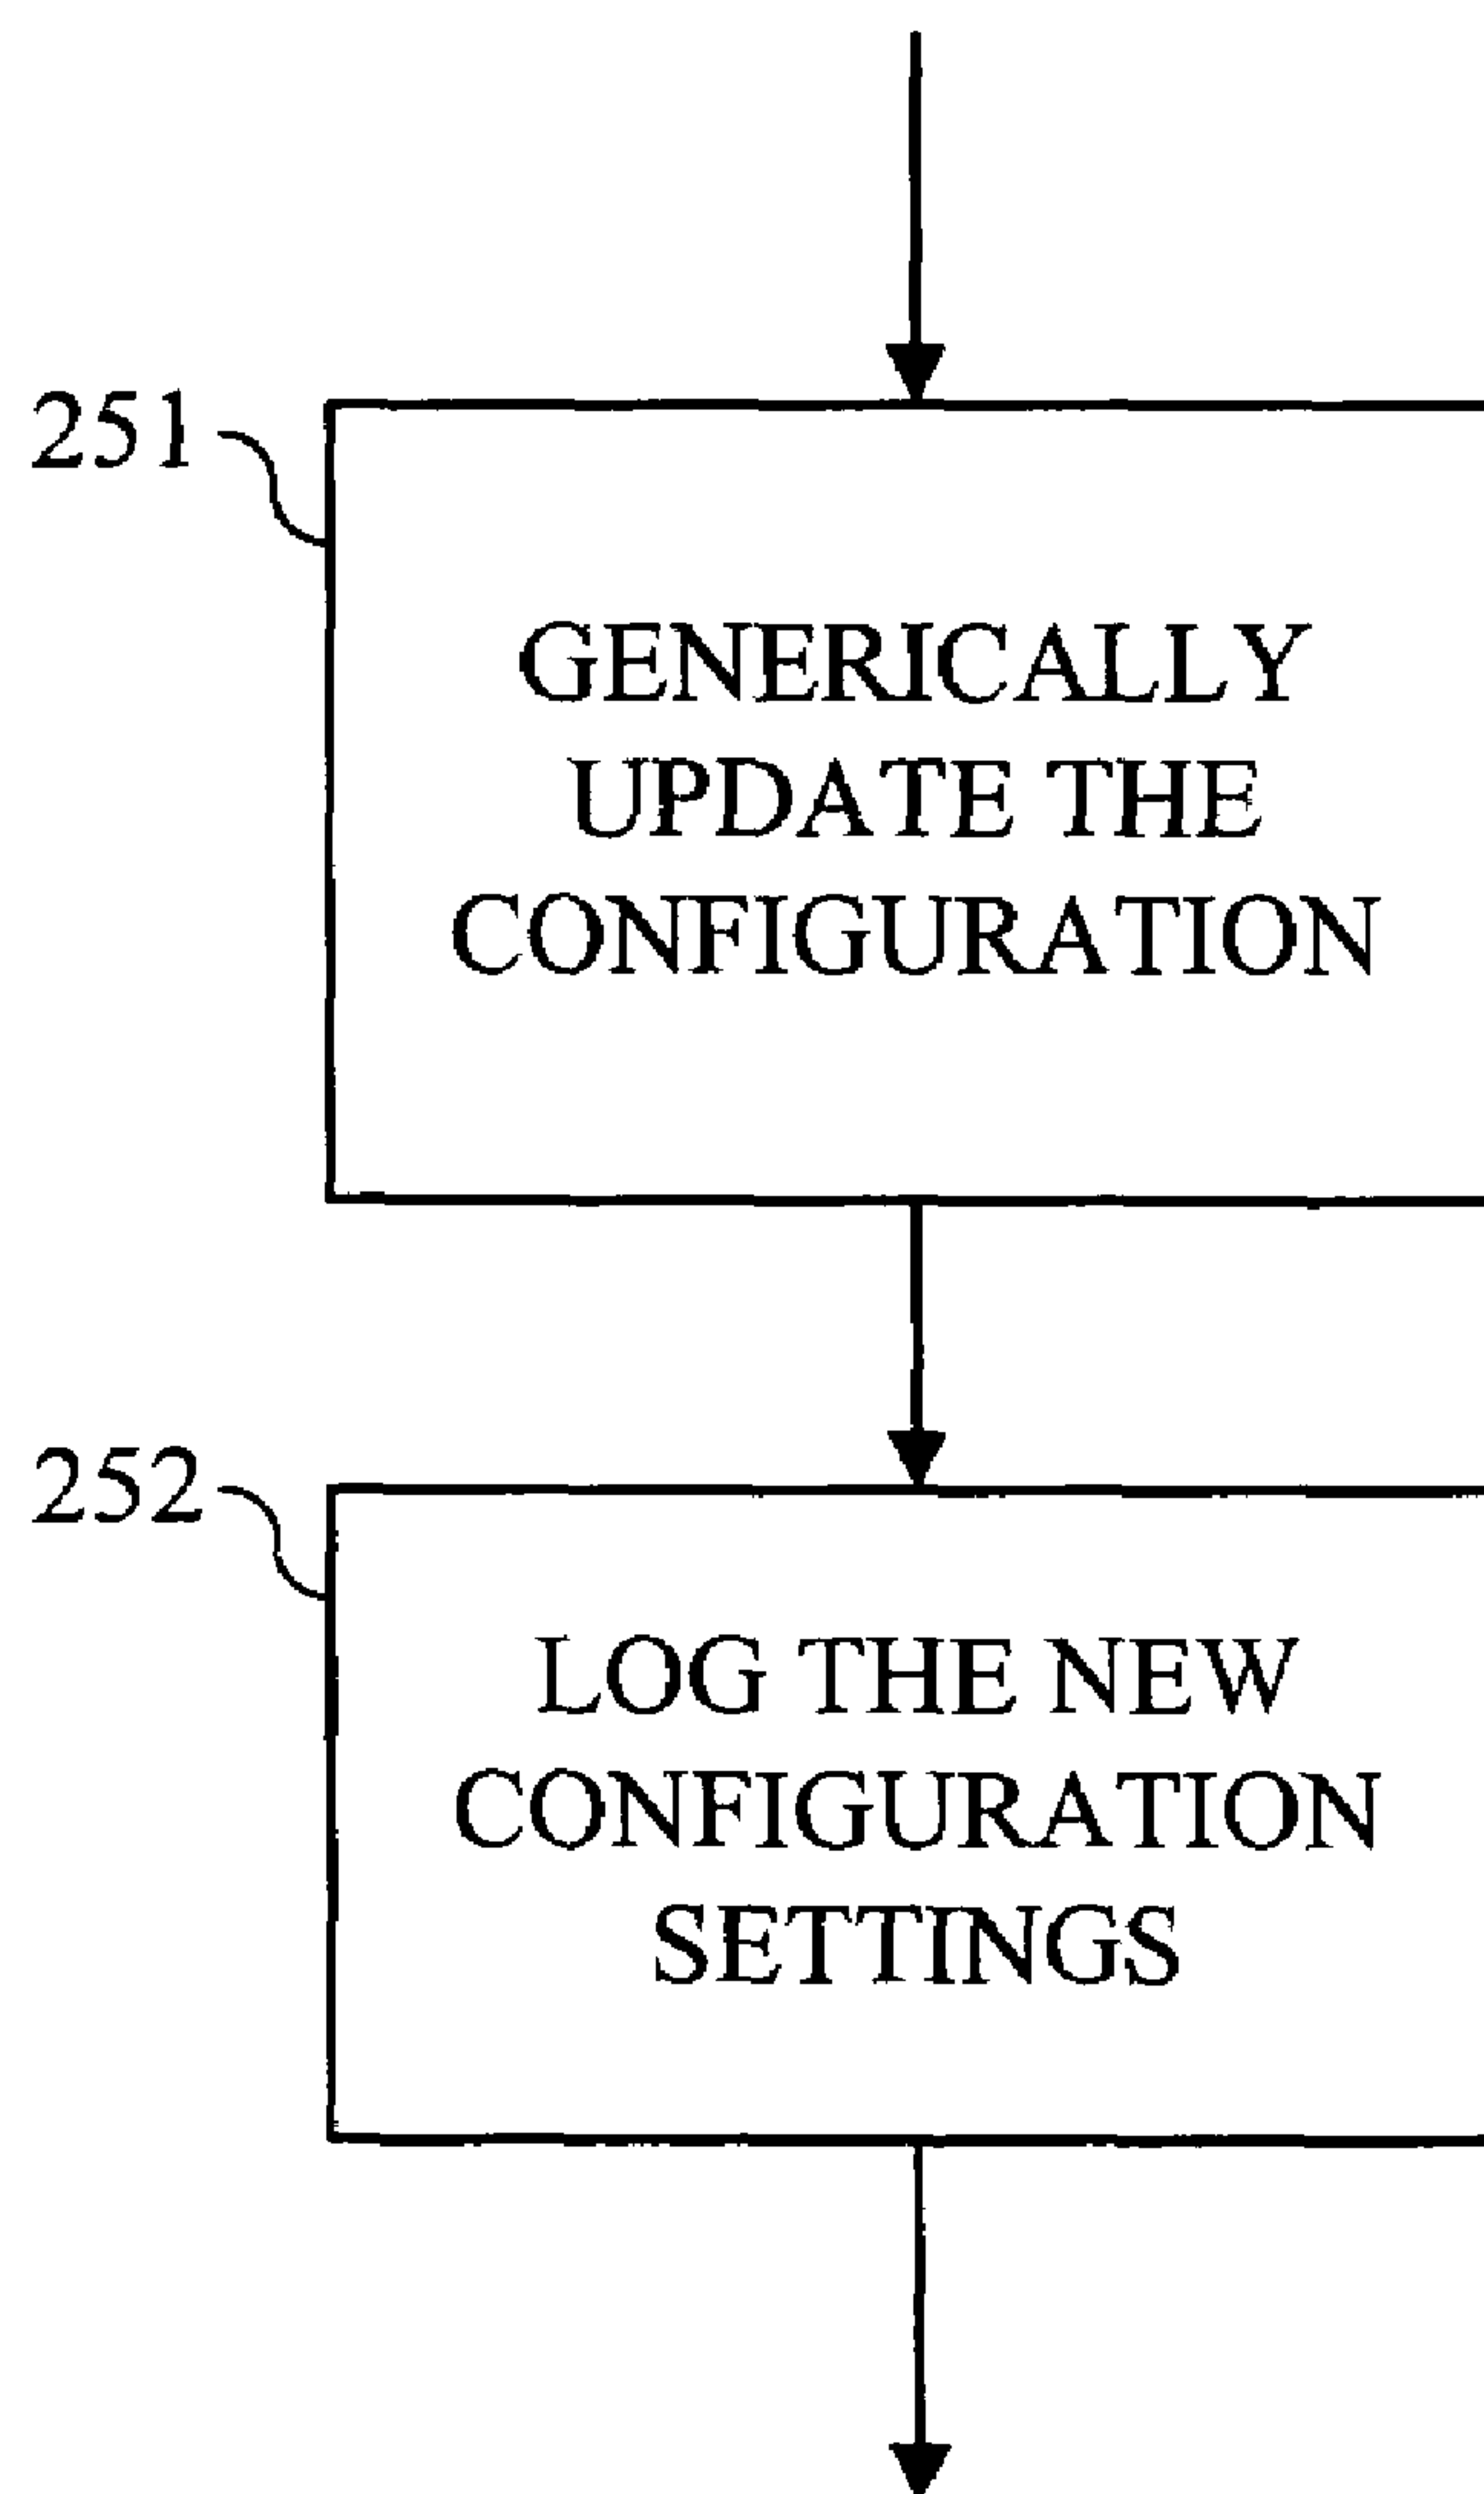 251
GENERICALLY
UPDATE THE
CONFIGURATION
252
LOG THE NEW
CONFIGURATION
SETTINGS